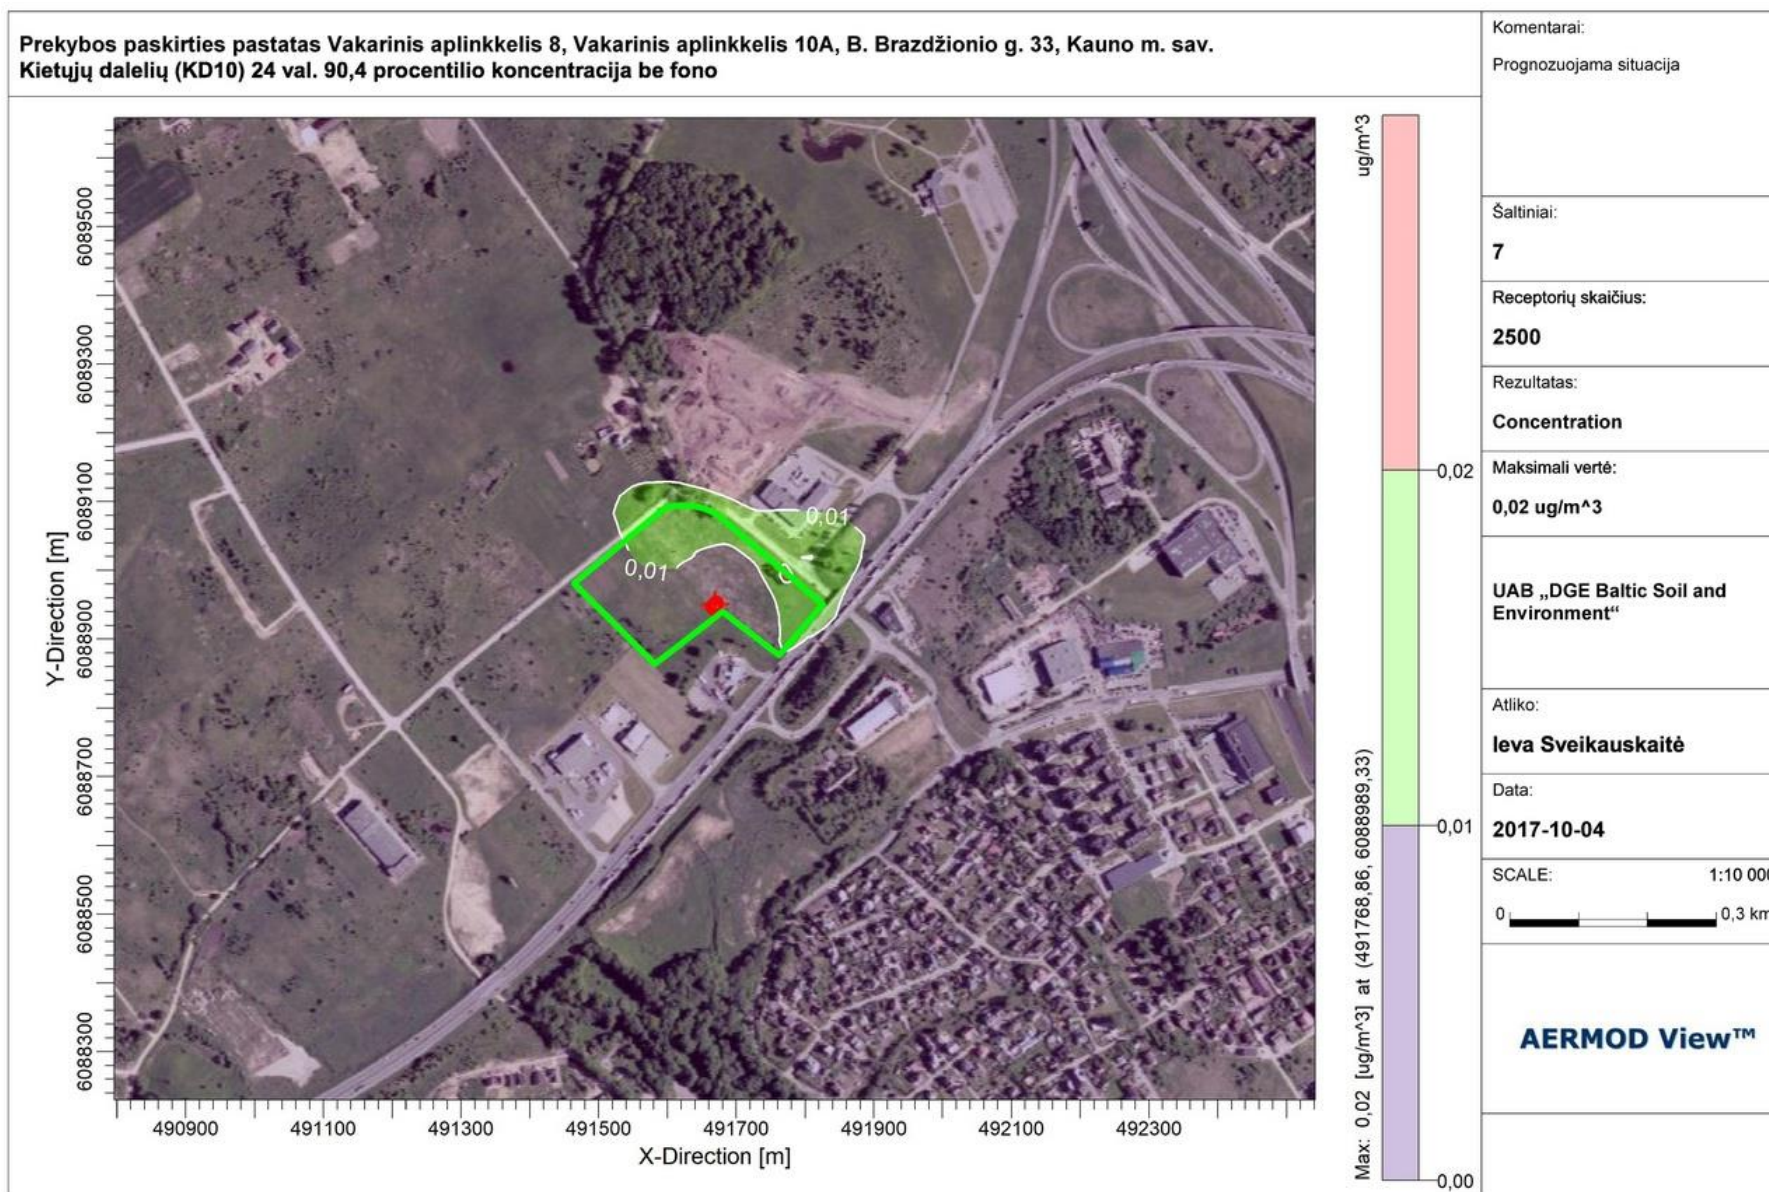 Prekybos paskirties pastatas Vakarinis aplinkkelis 8, Vakarinis aplinkkelis 10A, B. Brazdžionio g. 33, Kauno m. sav.
Kietųjų dalelių (KD10) 24 val. 90,4 procentilio koncentracija be fono
Komentarai:
Prognozuojama situacija
Šaltiniai:
7
Receptorių skaičius:
2500
Rezultatas:
Concentration
Maksimali vertė:
0,02 ug/m^3
UAB „DGE Baltic Soil and
Environment“
Atliko:
Ieva Sveikauskaitė
Data:
2017-10-04
SCALE:
1:10 000
0
0,3 km
AERMOD View™
Y-Direction [m]
6089500
6089300
6089100
6088900
6088700
6088500
6088300
490900
491100
491300
491500
491700
491900
492100
492300
X-Direction [m]
0,01
0,01
ug/m^3
0,02
0,01
0,00
Max: 0,02 [ug/m^3] at (491768,86, 6088989,33)